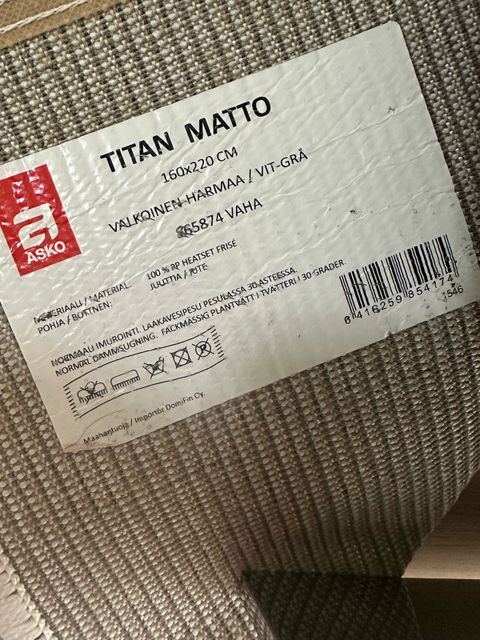 TITAN MATTO
160x220 CM
VALKOINEN HARMAA / VIT-GRÅ
65874 VAHA
ASKO
MATERIAALI / MATERIAL: 100 % PP HEATSET FRISÉ
POHJA / BOTTNEN: JUUTTIA / JUTE
NORMAALI IMUROINTI. LAAKAVESIPESU PESULASSA 30 ASTEESSA.
NORMAL DAMMSUGNING. FACKMÄSSIG PLANTVÄTT I TVÄTTERI I 30 GRADER.
6 416259 854174
1546
Maahantuoja / Importör DomiFin Oy.